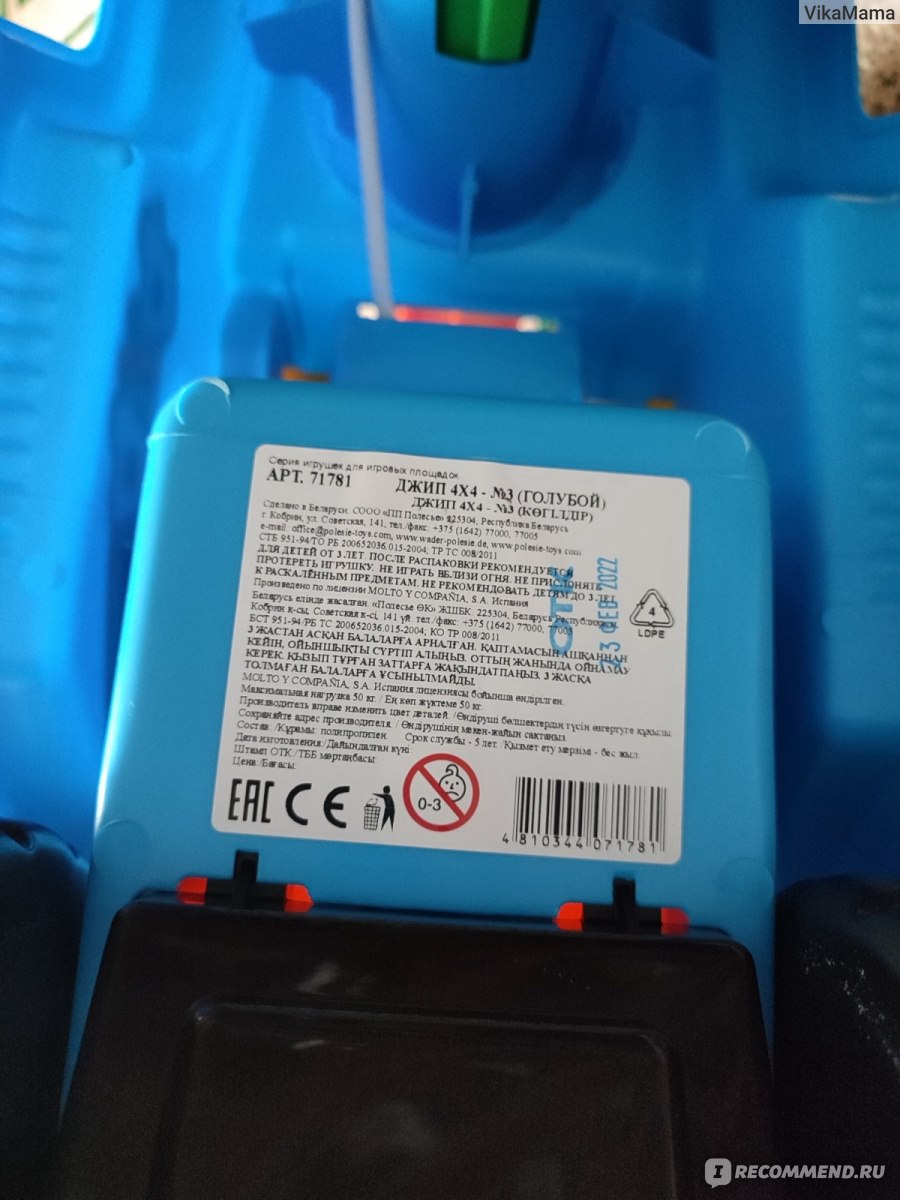 VikaMama
Серия игрушек для игровых площадок
АРТ. 71781 ДЖИП 4X4 - №3 (ГОЛУБОЙ)
ДЖИП 4X4 - №3 (КӨГІЛДІР)
Сделано в Беларуси. СООО «ПП Полесье» 225304, Республика Беларусь
г. Кобрин, ул. Советская, 141, тел./факс: +375 (1642) 77000, 77005
e-mail: office@polesie-toys.com, www.wader-polesie.de, www.polesie-toys.com
СТБ 951-94/ТО РБ 200652036.015-2004; ТР ТС 008/2011
ДЛЯ ДЕТЕЙ ОТ 3 ЛЕТ. ПОСЛЕ РАСПАКОВКИ РЕКОМЕНДУЕТСЯ
ПРОТЕРЕТЬ ИГРУШКУ. НЕ ИГРАТЬ ВБЛИЗИ ОГНЯ. НЕ ПРИСЛОНЯТЬ
К РАСКАЛЁННЫМ ПРЕДМЕТАМ. НЕ РЕКОМЕНДОВАТЬ ДЕТЯМ ДО 3 ЛЕТ.
Произведено по лицензии MOLTO Y COMPAÑIA, S.A. Испания
Беларусь елінде жасалған. «Полесье ӨК» ЖШБК. 225304, Беларусь Республикасы,
Кобрин к-сы, Советская к-сі, 141 үй. тел./факс: +375 (1642) 77000, 77005
БСТ 951-94/РБ ТС 200652036.015-2004; КО ТР 008/2011
3 ЖАСТАН АСҚАН БАЛАЛАРҒА АРНАЛҒАН. ҚАПТАМАСЫН АШҚАННАН
КЕЙІН, ОЙЫНШЫҚТЫ СҮРТІП АЛЫҢЫЗ. ОТТЫҢ ЖАНЫНДА ОЙНАМАУ
КЕРЕК. ҚЫЗЫП ТҰРҒАН ЗАТТАРҒА ЖАҚЫНДАТПАҢЫЗ. 3 ЖАСҚА
ТОЛМАҒАН БАЛАЛАРҒА ҰСЫНЫЛМАЙДЫ.
MOLTO Y COMPAÑIA, S.A. Испания лицензиясы бойынша өндірілген.
Максимальная нагрузка 50 кг. / Ең көп жүктеме 50 кг.
Производитель вправе изменить цвет деталей. /Өндіруші бөлшектердің түсін өзгертуге құқылы.
Сохраняйте адрес производителя. / Өндірушінің мекен-жайын сақтаңыз.
Состав:/Құрамы: полипропилен. Срок службы - 5 лет. /Қызмет ету мерзімі - бес жыл.
Дата изготовления:/Дайындалған күні:
Штамп ОТК:/ТББ мөртаңбасы:
Цена:/Бағасы:
ОТК
ФЕВ 2022
4
LDPE
EAC CE
0-3
4 810344 071781
IRECOMMEND.RU